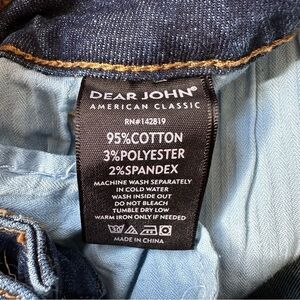 DEAR JOHN®
AMERICAN CLASSIC
RN#142819
95%COTTON
3%POLYESTER
2%SPANDEX
MACHINE WASH SEPARATELY
IN COLD WATER
WASH INSIDE OUT
DO NOT BLEACH
TUMBLE DRY LOW
WARM IRON ONLY IF NEEDED
MADE IN CHINA